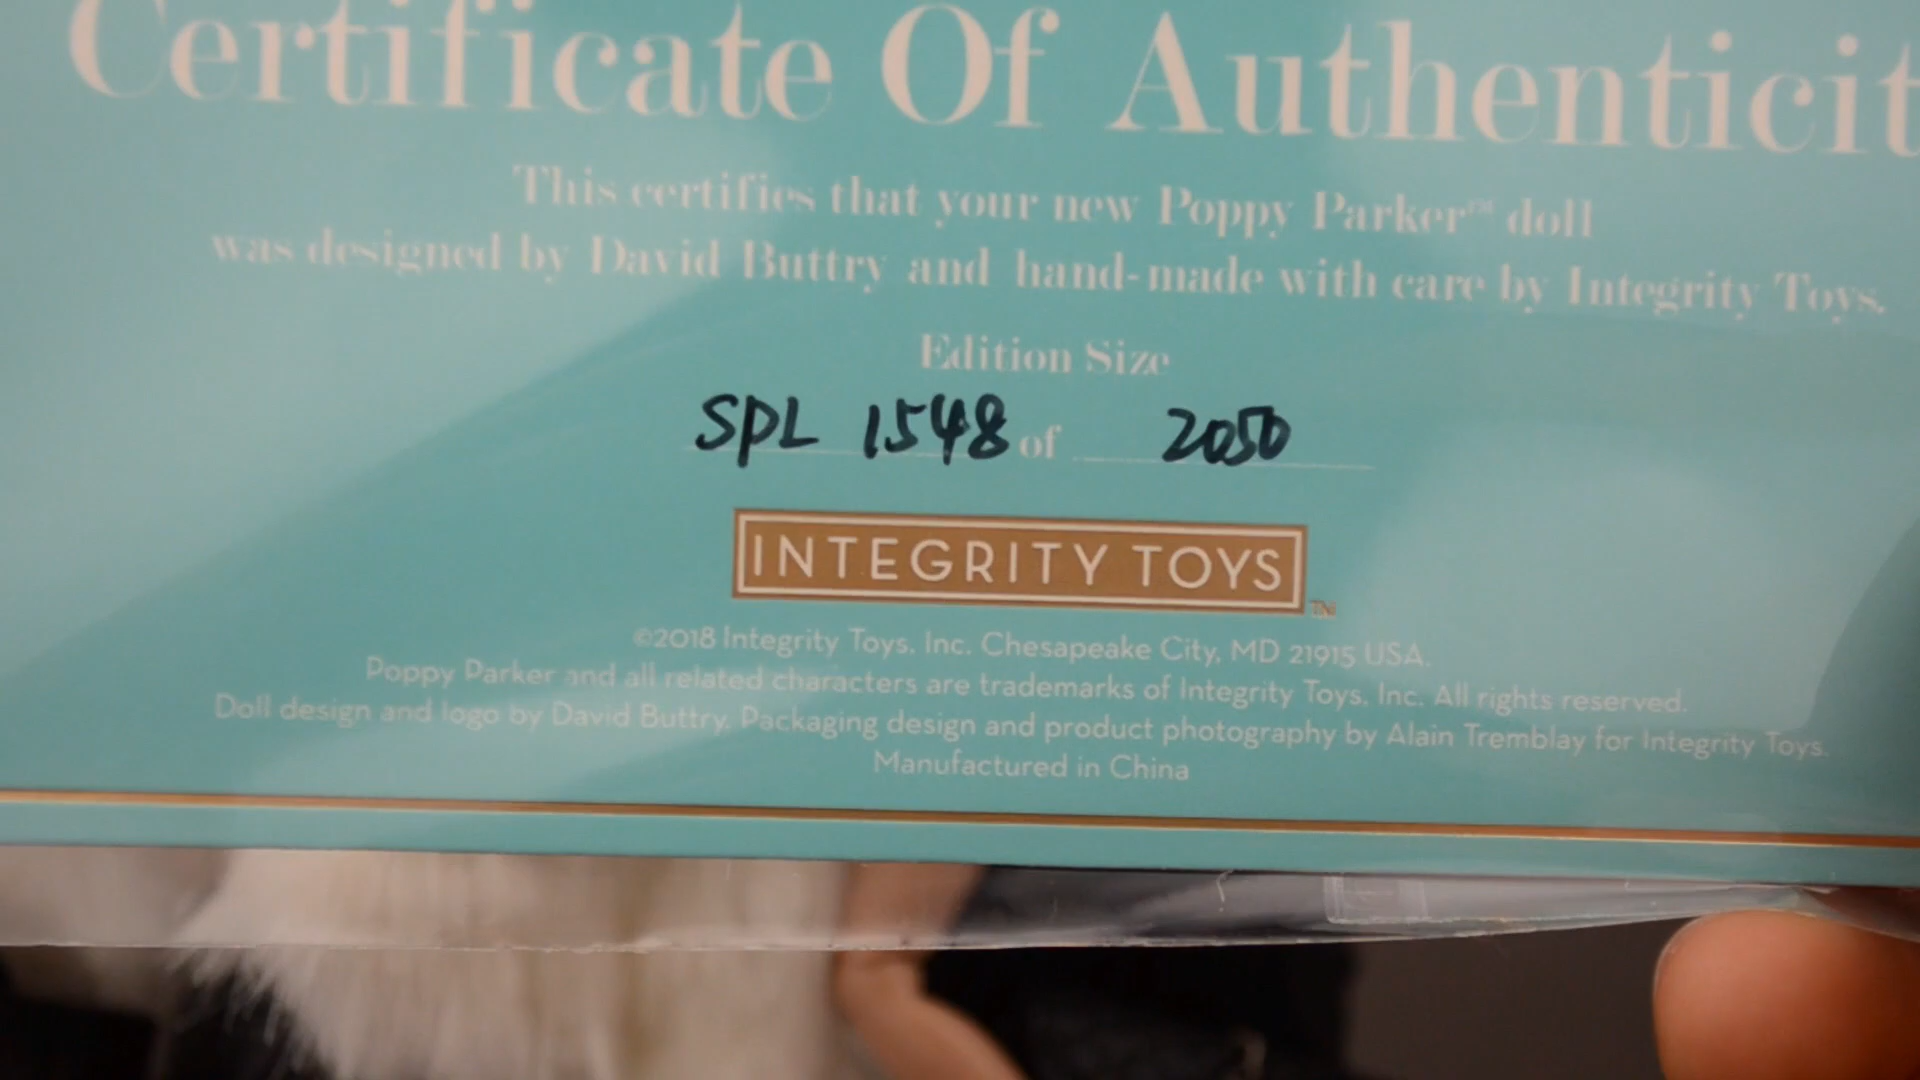 Certificate Of Authenticit
This certifies that your new Poppy Parker™ doll
was designed by David Buttry and hand-made with care by Integrity Toys.
Edition Size
SPL 1548 of 2050
INTEGRITY TOYS™
©2018 Integrity Toys, Inc. Chesapeake City, MD 21915 USA.
Poppy Parker and all related characters are trademarks of Integrity Toys, Inc. All rights reserved.
Doll design and logo by David Buttry. Packaging design and product photography by Alain Tremblay for Integrity Toys.
Manufactured in China